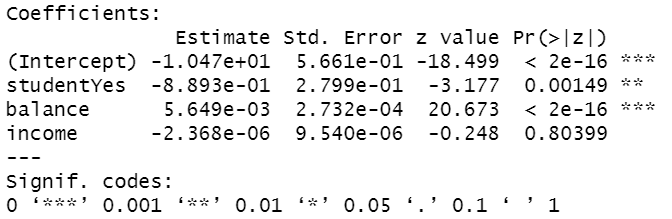 Coefficients:
Estimate Std. Error z value Pr(>|z|)
(Intercept) -1.047e+01 5.661e-01 -18.499 < 2e-16 ***
studentYes -8.893e-01 2.799e-01 -3.177 0.00149 **
balance 5.649e-03 2.732e-04 20.673 < 2e-16 ***
income -2.368e-06 9.540e-06 -0.248 0.80399
---
Signif. codes:
0 ‘***’ 0.001 ‘**’ 0.01 ‘*’ 0.05 ‘.’ 0.1 ‘ ’ 1